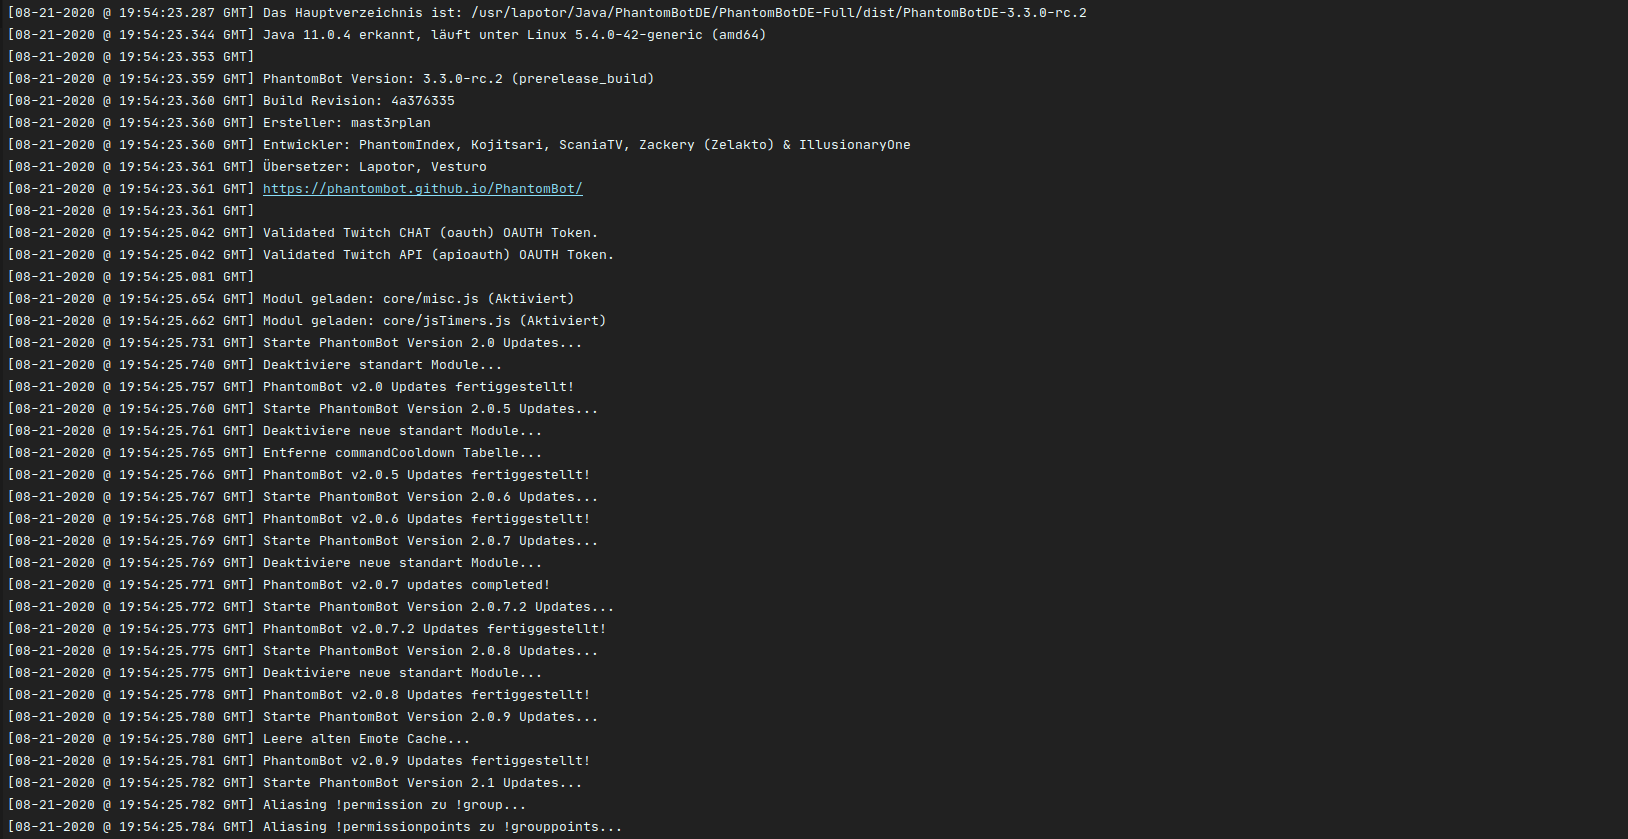 [08-21-2020 @ 19:54:23.287 GMT] Das Hauptverzeichnis ist: /usr/lapotor/Java/PhantomBotDE/PhantomBotDE-Full/dist/PhantomBotDE-3.3.0-rc.2
[08-21-2020 @ 19:54:23.344 GMT] Java 11.0.4 erkannt, läuft unter Linux 5.4.0-42-generic (amd64)
[08-21-2020 @ 19:54:23.353 GMT]
[08-21-2020 @ 19:54:23.359 GMT] PhantomBot Version: 3.3.0-rc.2 (prerelease_build)
[08-21-2020 @ 19:54:23.360 GMT] Build Revision: 4a376335
[08-21-2020 @ 19:54:23.360 GMT] Ersteller: mast3rplan
[08-21-2020 @ 19:54:23.360 GMT] Entwickler: PhantomIndex, Kojitsari, ScaniaTV, Zackery (Zelakto) & IllusionaryOne
[08-21-2020 @ 19:54:23.361 GMT] Übersetzer: Lapotor, Vesturo
[08-21-2020 @ 19:54:23.361 GMT] https://phantombot.github.io/PhantomBot/
[08-21-2020 @ 19:54:23.361 GMT]
[08-21-2020 @ 19:54:25.042 GMT] Validated Twitch CHAT (oauth) OAUTH Token.
[08-21-2020 @ 19:54:25.042 GMT] Validated Twitch API (apioauth) OAUTH Token.
[08-21-2020 @ 19:54:25.081 GMT]
[08-21-2020 @ 19:54:25.654 GMT] Modul geladen: core/misc.js (Aktiviert)
[08-21-2020 @ 19:54:25.662 GMT] Modul geladen: core/jsTimers.js (Aktiviert)
[08-21-2020 @ 19:54:25.731 GMT] Starte PhantomBot Version 2.0 Updates...
[08-21-2020 @ 19:54:25.740 GMT] Deaktiviere standart Module...
[08-21-2020 @ 19:54:25.757 GMT] PhantomBot v2.0 Updates fertiggestellt!
[08-21-2020 @ 19:54:25.760 GMT] Starte PhantomBot Version 2.0.5 Updates...
[08-21-2020 @ 19:54:25.761 GMT] Deaktiviere neue standart Module...
[08-21-2020 @ 19:54:25.765 GMT] Entferne commandCooldown Tabelle...
[08-21-2020 @ 19:54:25.766 GMT] PhantomBot v2.0.5 Updates fertiggestellt!
[08-21-2020 @ 19:54:25.767 GMT] Starte PhantomBot Version 2.0.6 Updates...
[08-21-2020 @ 19:54:25.768 GMT] PhantomBot v2.0.6 Updates fertiggestellt!
[08-21-2020 @ 19:54:25.769 GMT] Starte PhantomBot Version 2.0.7 Updates...
[08-21-2020 @ 19:54:25.769 GMT] Deaktiviere neue standart Module...
[08-21-2020 @ 19:54:25.771 GMT] PhantomBot v2.0.7 updates completed!
[08-21-2020 @ 19:54:25.772 GMT] Starte PhantomBot Version 2.0.7.2 Updates...
[08-21-2020 @ 19:54:25.773 GMT] PhantomBot v2.0.7.2 Updates fertiggestellt!
[08-21-2020 @ 19:54:25.775 GMT] Starte PhantomBot Version 2.0.8 Updates...
[08-21-2020 @ 19:54:25.775 GMT] Deaktiviere neue standart Module...
[08-21-2020 @ 19:54:25.778 GMT] PhantomBot v2.0.8 Updates fertiggestellt!
[08-21-2020 @ 19:54:25.780 GMT] Starte PhantomBot Version 2.0.9 Updates...
[08-21-2020 @ 19:54:25.780 GMT] Leere alten Emote Cache...
[08-21-2020 @ 19:54:25.781 GMT] PhantomBot v2.0.9 Updates fertiggestellt!
[08-21-2020 @ 19:54:25.782 GMT] Starte PhantomBot Version 2.1 Updates...
[08-21-2020 @ 19:54:25.782 GMT] Aliasing !permission zu !group...
[08-21-2020 @ 19:54:25.784 GMT] Aliasing !permissionpoints zu !grouppoints...